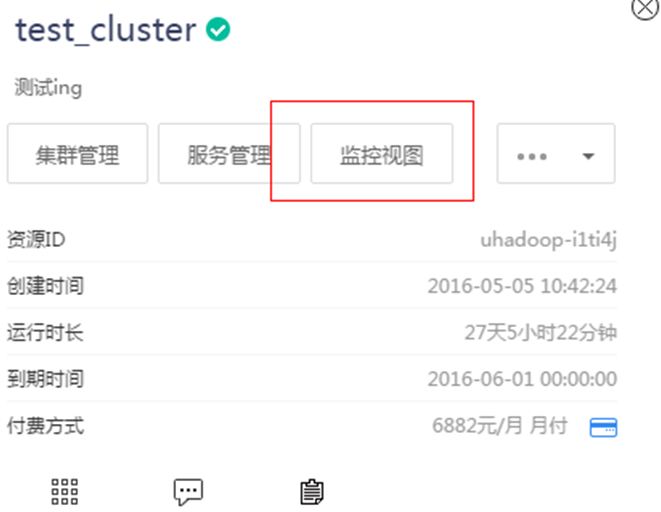 test_cluster
测试ing
集群管理 服务管理 监控视图
资源ID uhadoop-i1ti4j
创建时间 2016-05-05 10:42:24
运行时长 27天5小时22分钟
到期时间 2016-06-01 00:00:00
付费方式 6882元/月 月付